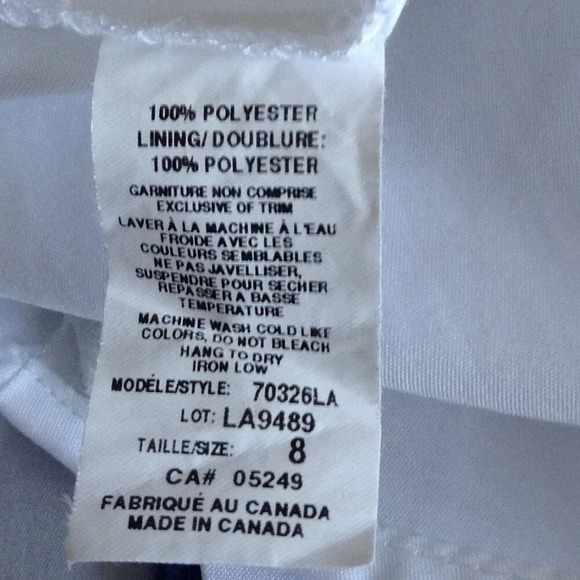 100% POLYESTER
LINING/DOUBLURE:
100% POLYESTER
GARNITURE NON COMPRISE
EXCLUSIVE OF TRIM
LAVER À LA MACHINE À L'EAU
FROIDE AVEC LES
COULEURS SEMBLABLES
NE PAS JAVELLISER,
SUSPENDRE POUR SECHER
REPASSER A BASSE
TEMPERATURE
MACHINE WASH COLD LIKE
COLORS, DO NOT BLEACH
HANG TO DRY
IRON LOW
MODÉLE/STYLE: 70326LA
LOT: LA9489
TAILLE/SIZE: 8
CA# 05249
FABRIQUÉ AU CANADA
MADE IN CANADA